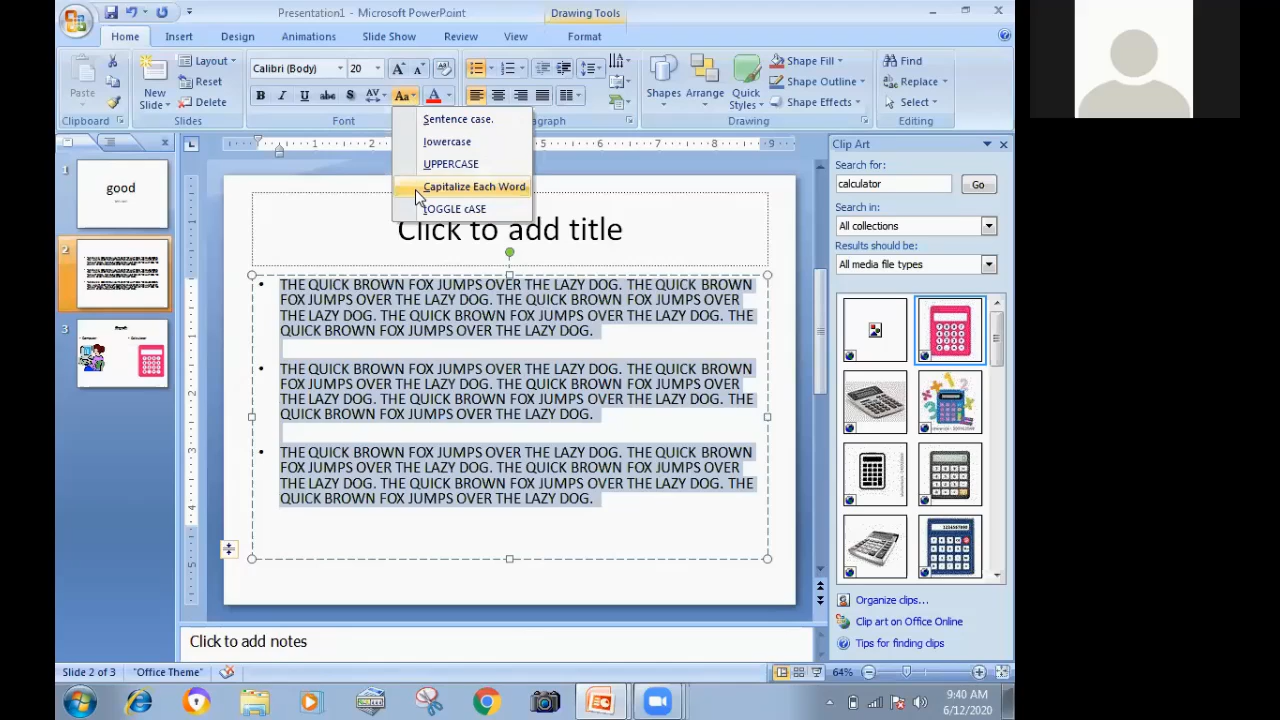 Presentation1 - Microsoft PowerPoint
Drawing Tools
Home
Insert
Design
Animations
Slide Show
Review
View
Format
Paste
Clipboard
New
Slide
Layout
Reset
Delete
Slides
Calibri (Body)
20
B I U abc S AV Aa A
Font
Paragraph
Shapes
Arrange
Quick
Styles
Shape Fill
Shape Outline
Shape Effects
Drawing
Find
Replace
Select
Editing
Sentence case.
lowercase
UPPERCASE
Capitalize Each Word
tOGGLE cASE
1
good
2
3
Click to add title
• THE QUICK BROWN FOX JUMPS OVER THE LAZY DOG. THE QUICK BROWN
FOX JUMPS OVER THE LAZY DOG. THE QUICK BROWN FOX JUMPS OVER
THE LAZY DOG. THE QUICK BROWN FOX JUMPS OVER THE LAZY DOG. THE
QUICK BROWN FOX JUMPS OVER THE LAZY DOG.
• THE QUICK BROWN FOX JUMPS OVER THE LAZY DOG. THE QUICK BROWN
FOX JUMPS OVER THE LAZY DOG. THE QUICK BROWN FOX JUMPS OVER
THE LAZY DOG. THE QUICK BROWN FOX JUMPS OVER THE LAZY DOG. THE
QUICK BROWN FOX JUMPS OVER THE LAZY DOG.
• THE QUICK BROWN FOX JUMPS OVER THE LAZY DOG. THE QUICK BROWN
FOX JUMPS OVER THE LAZY DOG. THE QUICK BROWN FOX JUMPS OVER
THE LAZY DOG. THE QUICK BROWN FOX JUMPS OVER THE LAZY DOG. THE
QUICK BROWN FOX JUMPS OVER THE LAZY DOG.
Click to add notes
Clip Art
Search for:
calculator
Go
Search in:
All collections
Results should be:
All media file types
Organize clips...
Clip art on Office Online
Tips for finding clips
Slide 2 of 3
"Office Theme"
64%
9:40 AM
6/12/2020